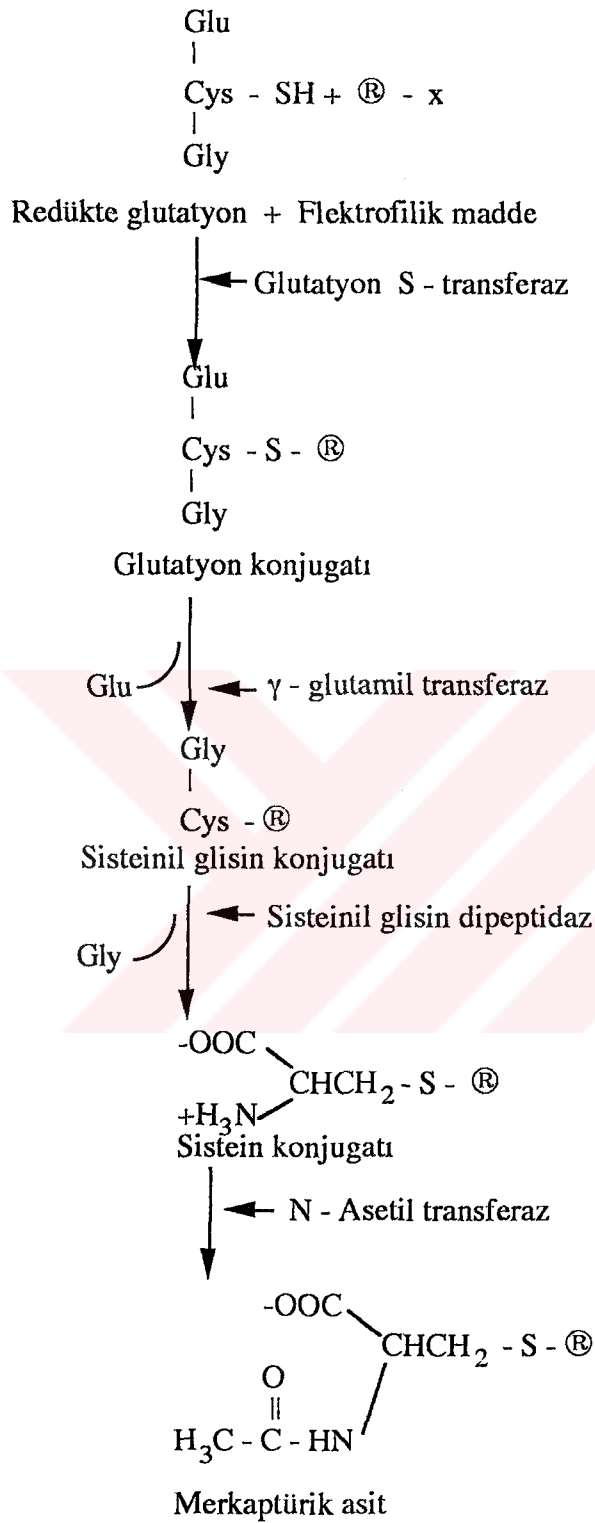 Glu
|
Cys - SH + ® - x
|
Gly
Redükte glutatyon + Flektrofilik madde
Glutatyon S - transferaz
Glu
|
Cys - S - ®
|
Gly
Glutatyon konjugatı
Glu
γ - glutamil transferaz
Gly
|
Cys - ®
Sisteinil glisin konjugatı
Sisteinil glisin dipeptidaz
Gly
-OOC
CHCH2 - S - ®
+H3N
Sistein konjugatı
N - Asetil transferaz
-OOC
CHCH2 - S - ®
O
||
H3C - C - HN
Merkaptürik asit